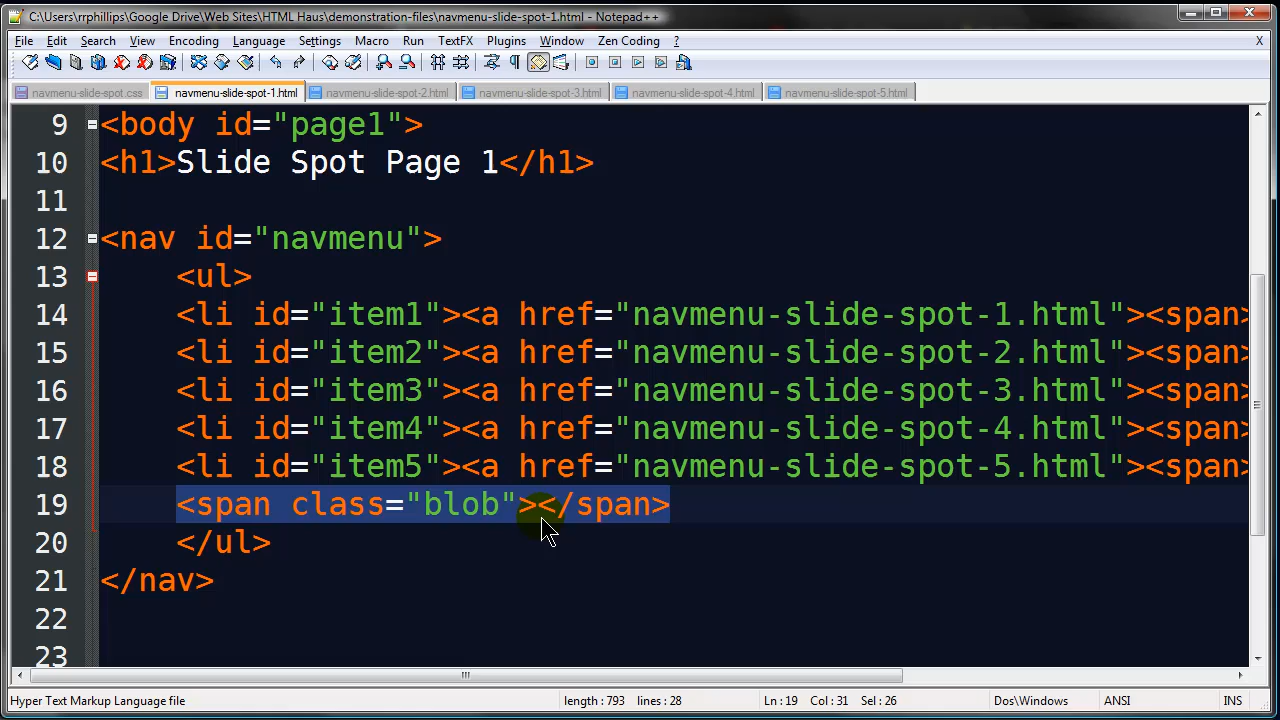 C:\Users\rrphillips\Google Drive\Web Sites\HTML Haus\demonstration-files\navmenu-slide-spot-1.html - Notepad++
File Edit Search View Encoding Language Settings Macro Run TextFX Plugins Window Zen Coding ? X
navmenu-slide-spot.css navmenu-slide-spot-1.html navmenu-slide-spot-2.html navmenu-slide-spot-3.html navmenu-slide-spot-4.html navmenu-slide-spot-5.html
9 <body id="page1">
10 <h1>Slide Spot Page 1</h1>
11
12 <nav id="navmenu">
13 <ul>
14 <li id="item1"><a href="navmenu-slide-spot-1.html"><span>
15 <li id="item2"><a href="navmenu-slide-spot-2.html"><span>
16 <li id="item3"><a href="navmenu-slide-spot-3.html"><span>
17 <li id="item4"><a href="navmenu-slide-spot-4.html"><span>
18 <li id="item5"><a href="navmenu-slide-spot-5.html"><span>
19 <span class="blob"></span>
20 </ul>
21 </nav>
22
23
Hyper Text Markup Language file length : 793 lines : 28 Ln : 19 Col : 31 Sel : 26 Dos\Windows ANSI INS